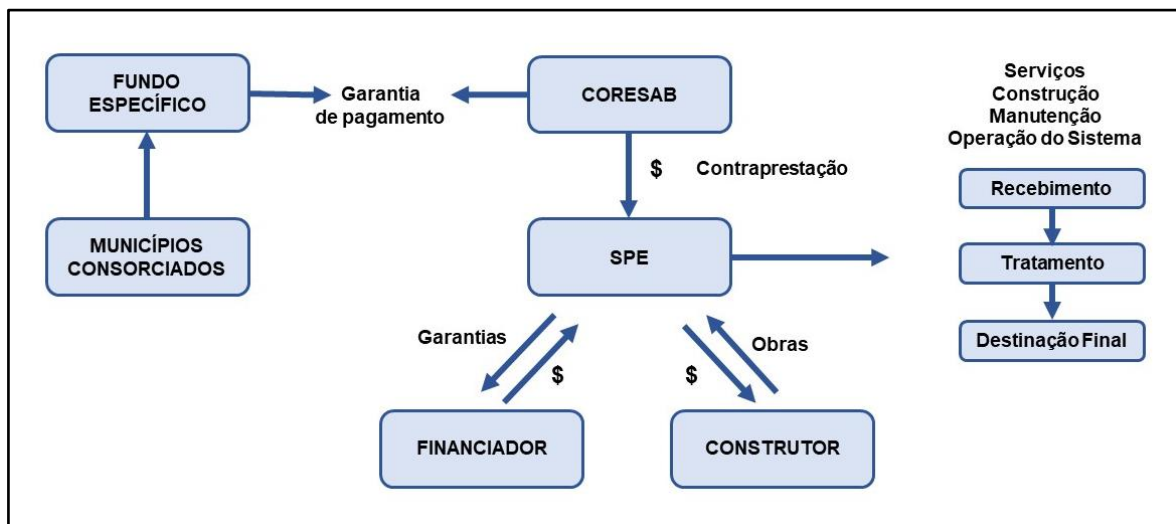 FUNDO
ESPECÍFICO
Garantia
de pagamento
CORESAB
Serviços
Construção
Manutenção
Operação do Sistema
$ Contraprestação
Recebimento
MUNICÍPIOS
CONSORCIADOS
SPE
Tratamento
Garantias
$
$
Obras
Destinação Final
FINANCIADOR
CONSTRUTOR